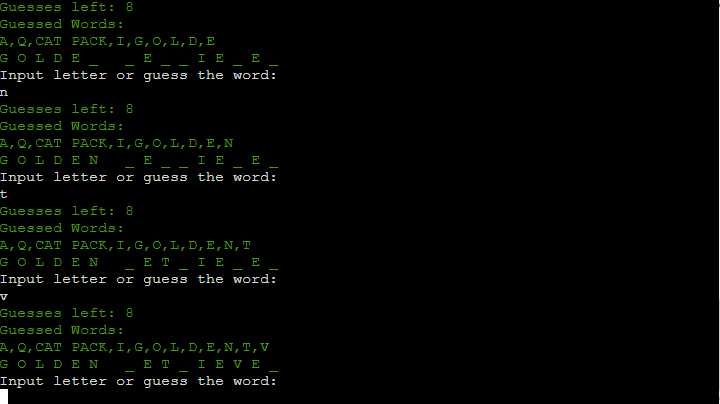 Guesses left: 8
Guessed Words:
A,Q,CAT PACK,I,G,O,L,D,E
G O L D E _   _ E _ _ I E _ E _
Input letter or guess the word:
n
Guesses left: 8
Guessed Words:
A,Q,CAT PACK,I,G,O,L,D,E,N
G O L D E N   _ E _ _ I E _ E _
Input letter or guess the word:
t
Guesses left: 8
Guessed Words:
A,Q,CAT PACK,I,G,O,L,D,E,N,T
G O L D E N   _ E T _ I E _ E _
Input letter or guess the word:
v
Guesses left: 8
Guessed Words:
A,Q,CAT PACK,I,G,O,L,D,E,N,T,V
G O L D E N   _ E T _ I E V E _
Input letter or guess the word: